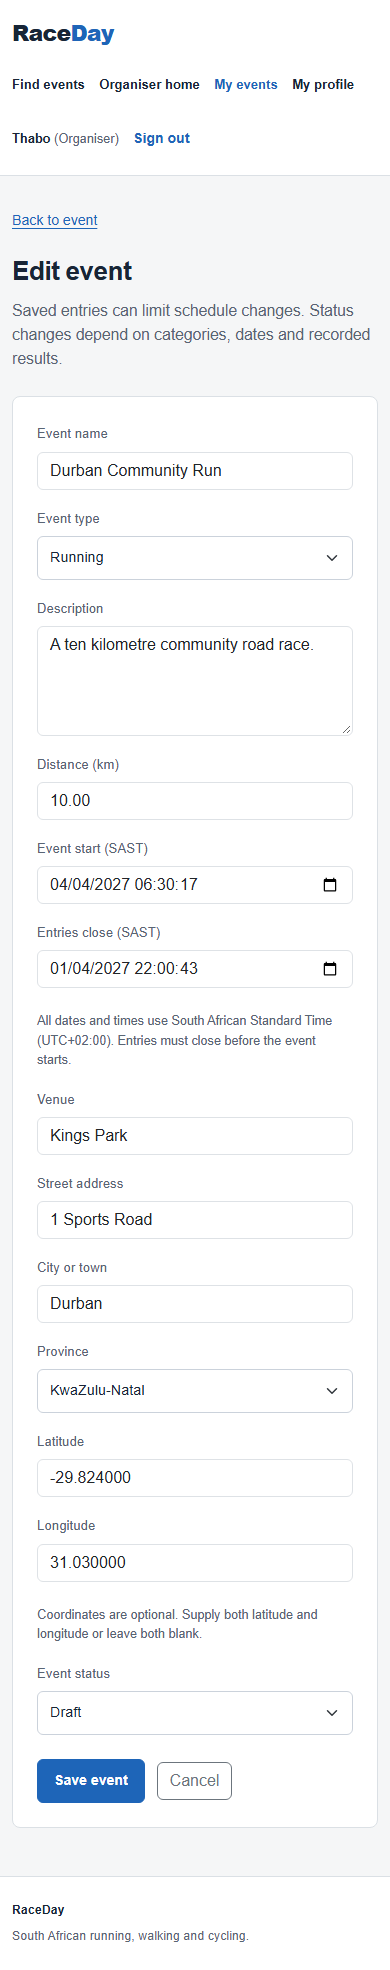 RaceDay
Find events Organiser home My events My profile
Thabo (Organiser) Sign out
Back to event
Edit event
Saved entries can limit schedule changes. Status
changes depend on categories, dates and recorded
results.
Event name
Durban Community Run
Event type
Running
Description
A ten kilometre community road race.
Distance (km)
10.00
Event start (SAST)
04/04/2027 06:30:17
Entries close (SAST)
01/04/2027 22:00:43
All dates and times use South African Standard Time
(UTC+02:00). Entries must close before the event
starts.
Venue
Kings Park
Street address
1 Sports Road
City or town
Durban
Province
KwaZulu-Natal
Latitude
-29.824000
Longitude
31.030000
Coordinates are optional. Supply both latitude and
longitude or leave both blank.
Event status
Draft
Save event Cancel
RaceDay
South African running, walking and cycling.